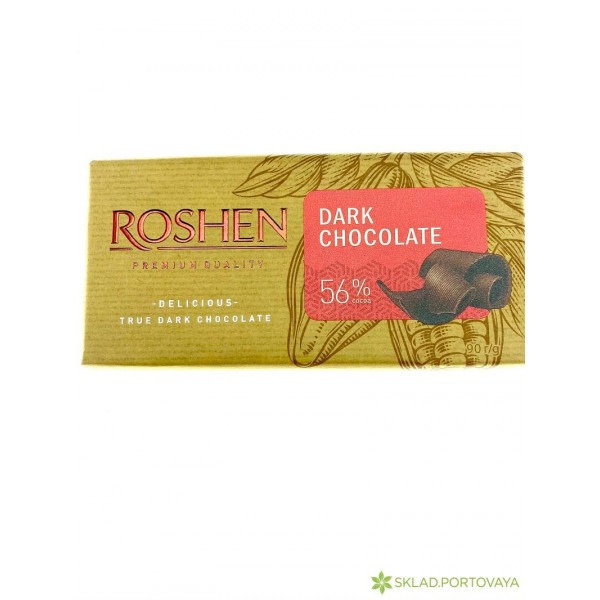 ROSHEN
PREMIUM QUALITY
-DELICIOUS-
TRUE DARK CHOCOLATE
DARK
CHOCOLATE
56%
cocoa
90 г/g
SKLAD.PORTOVAYA